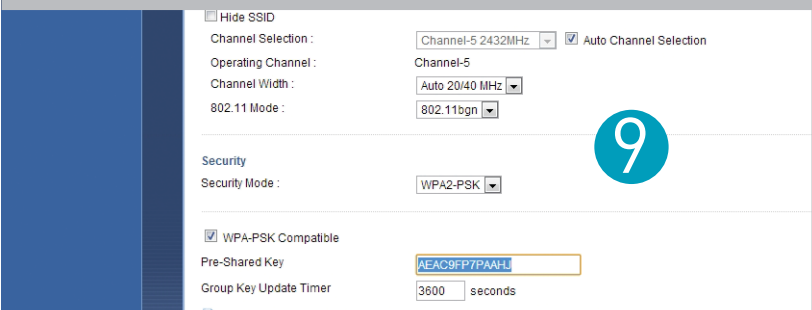 Hide SSID
Channel Selection : Channel-5 2432MHz Auto Channel Selection
Operating Channel : Channel-5
Channel Width : Auto 20/40 MHz
802.11 Mode : 802.11bgn
9
Security
Security Mode : WPA2-PSK
WPA-PSK Compatible
Pre-Shared Key AEAC9FP7PAAHJ
Group Key Update Timer 3600 seconds